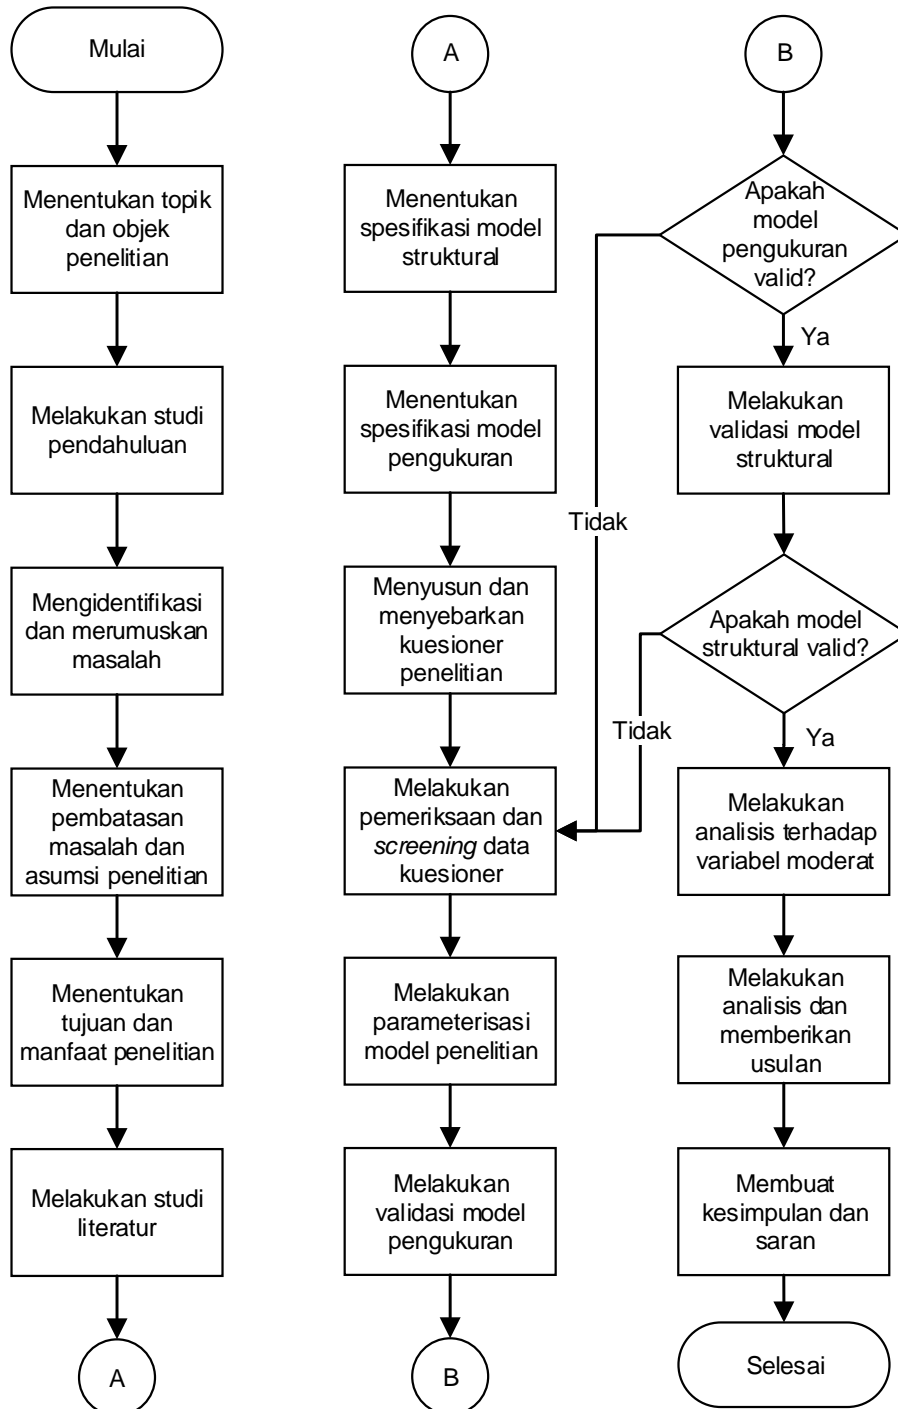 Mulai
Menentukan topik
dan objek
penelitian
Melakukan studi
pendahuluan
Mengidentifikasi
dan merumuskan
masalah
Menentukan
pembatasan
masalah dan
asumsi penelitian
Menentukan
tujuan dan
manfaat penelitian
Melakukan studi
literatur
A
A
Menentukan
spesifikasi model
struktural
Menentukan
spesifikasi model
pengukuran
Menyusun dan
menyebarkan
kuesioner
penelitian
Melakukan
pemeriksaan dan
screening data
kuesioner
Melakukan
parameterisasi
model penelitian
Melakukan
validasi model
pengukuran
B
B
Apakah
model
pengukuran
valid?
Ya
Tidak
Melakukan
validasi model
struktural
Apakah model
struktural valid?
Ya
Tidak
Melakukan
analisis terhadap
variabel moderat
Melakukan
analisis dan
memberikan
usulan
Membuat
kesimpulan dan
saran
Selesai